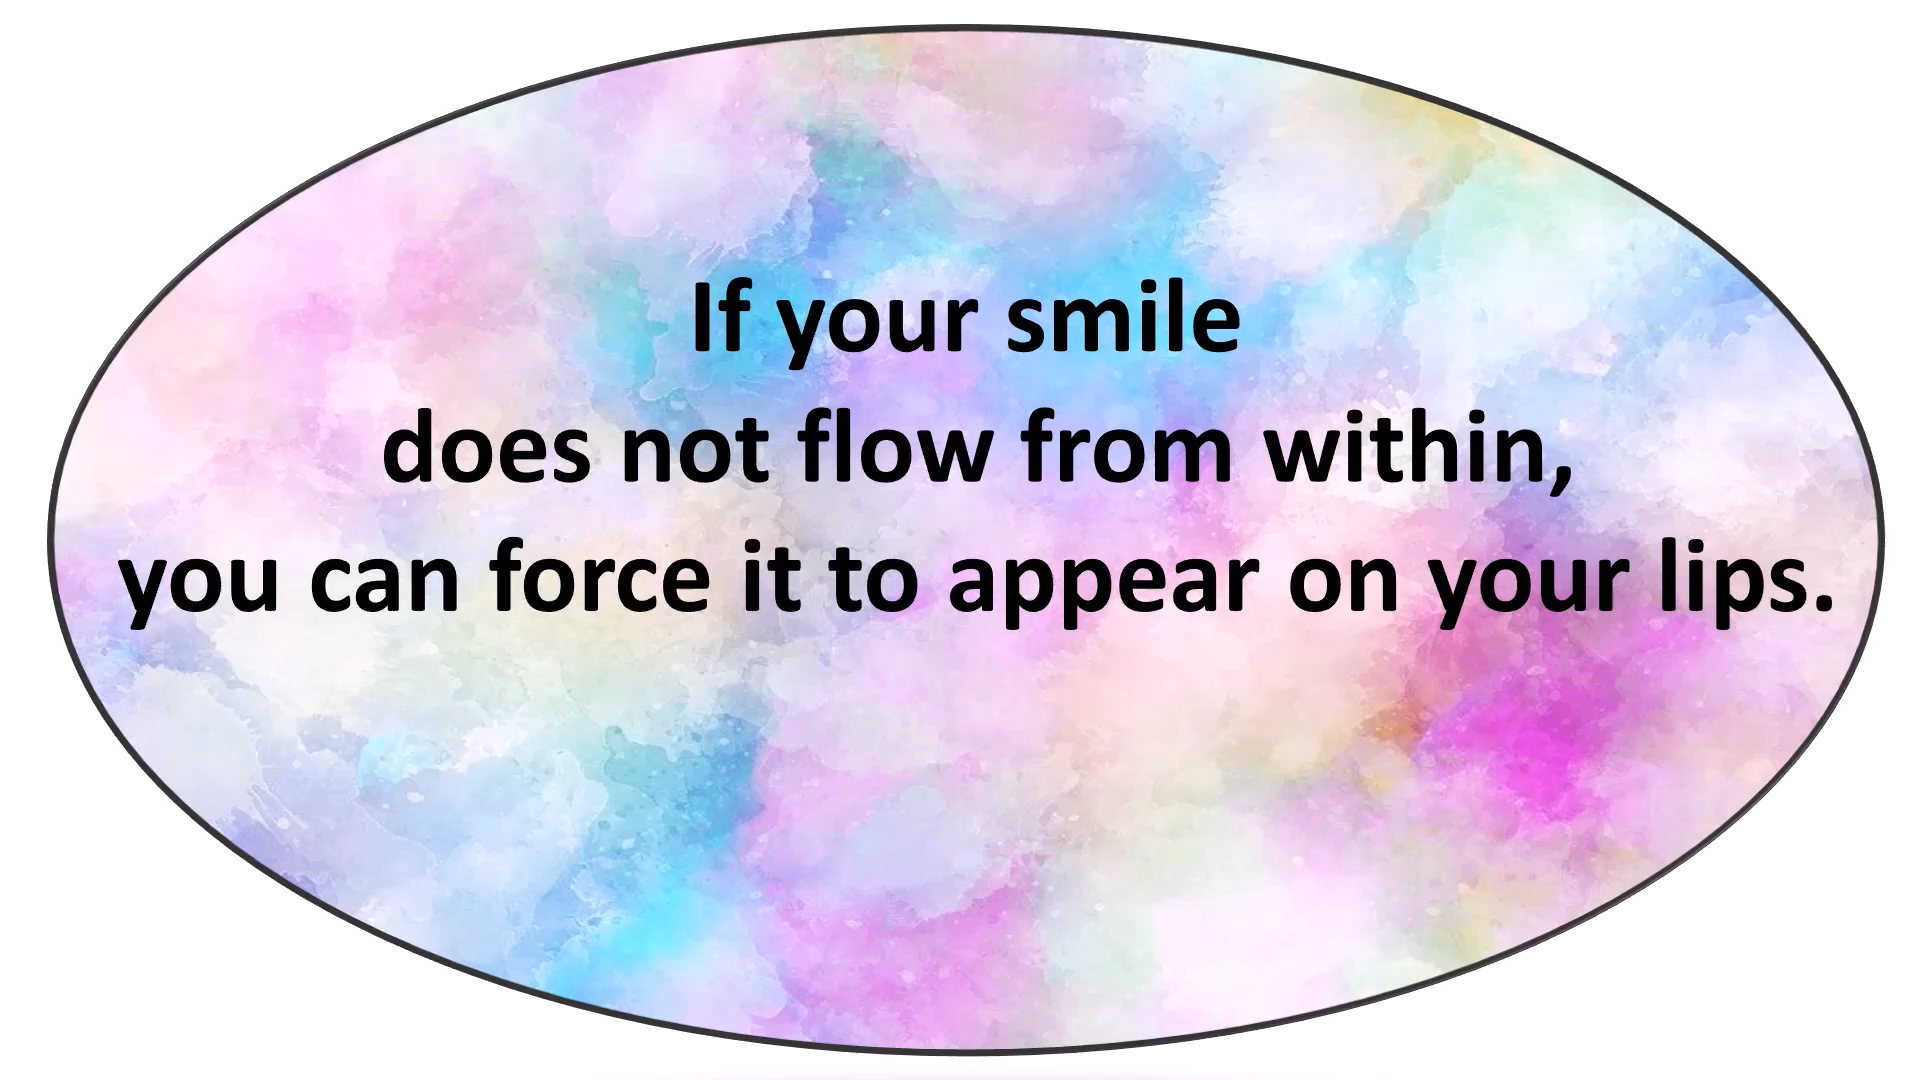 If your smile
does not flow from within,
you can force it to appear on your lips.